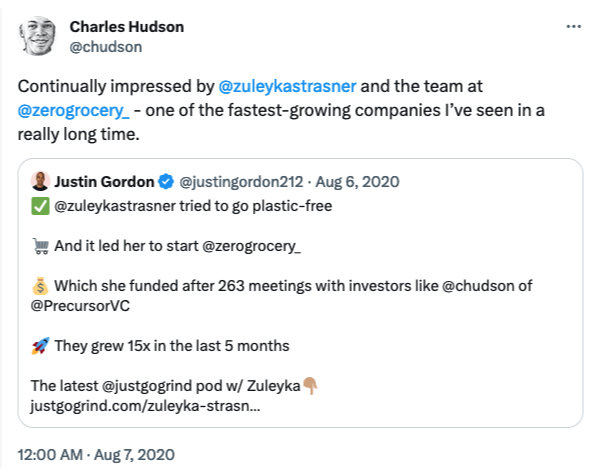 Charles Hudson
@chudson
Continually impressed by @zuleykastrasner and the team at
@zerogrocery_ - one of the fastest-growing companies I’ve seen in a
really long time.
Justin Gordon @justingordon212 · Aug 6, 2020
@zuleykastrasner tried to go plastic-free
And it led her to start @zerogrocery_
Which she funded after 263 meetings with investors like @chudson of
@PrecursorVC
They grew 15x in the last 5 months
The latest @justgogrind pod w/ Zuleyka
justgogrind.com/zuleyka-strasn...
12:00 AM · Aug 7, 2020